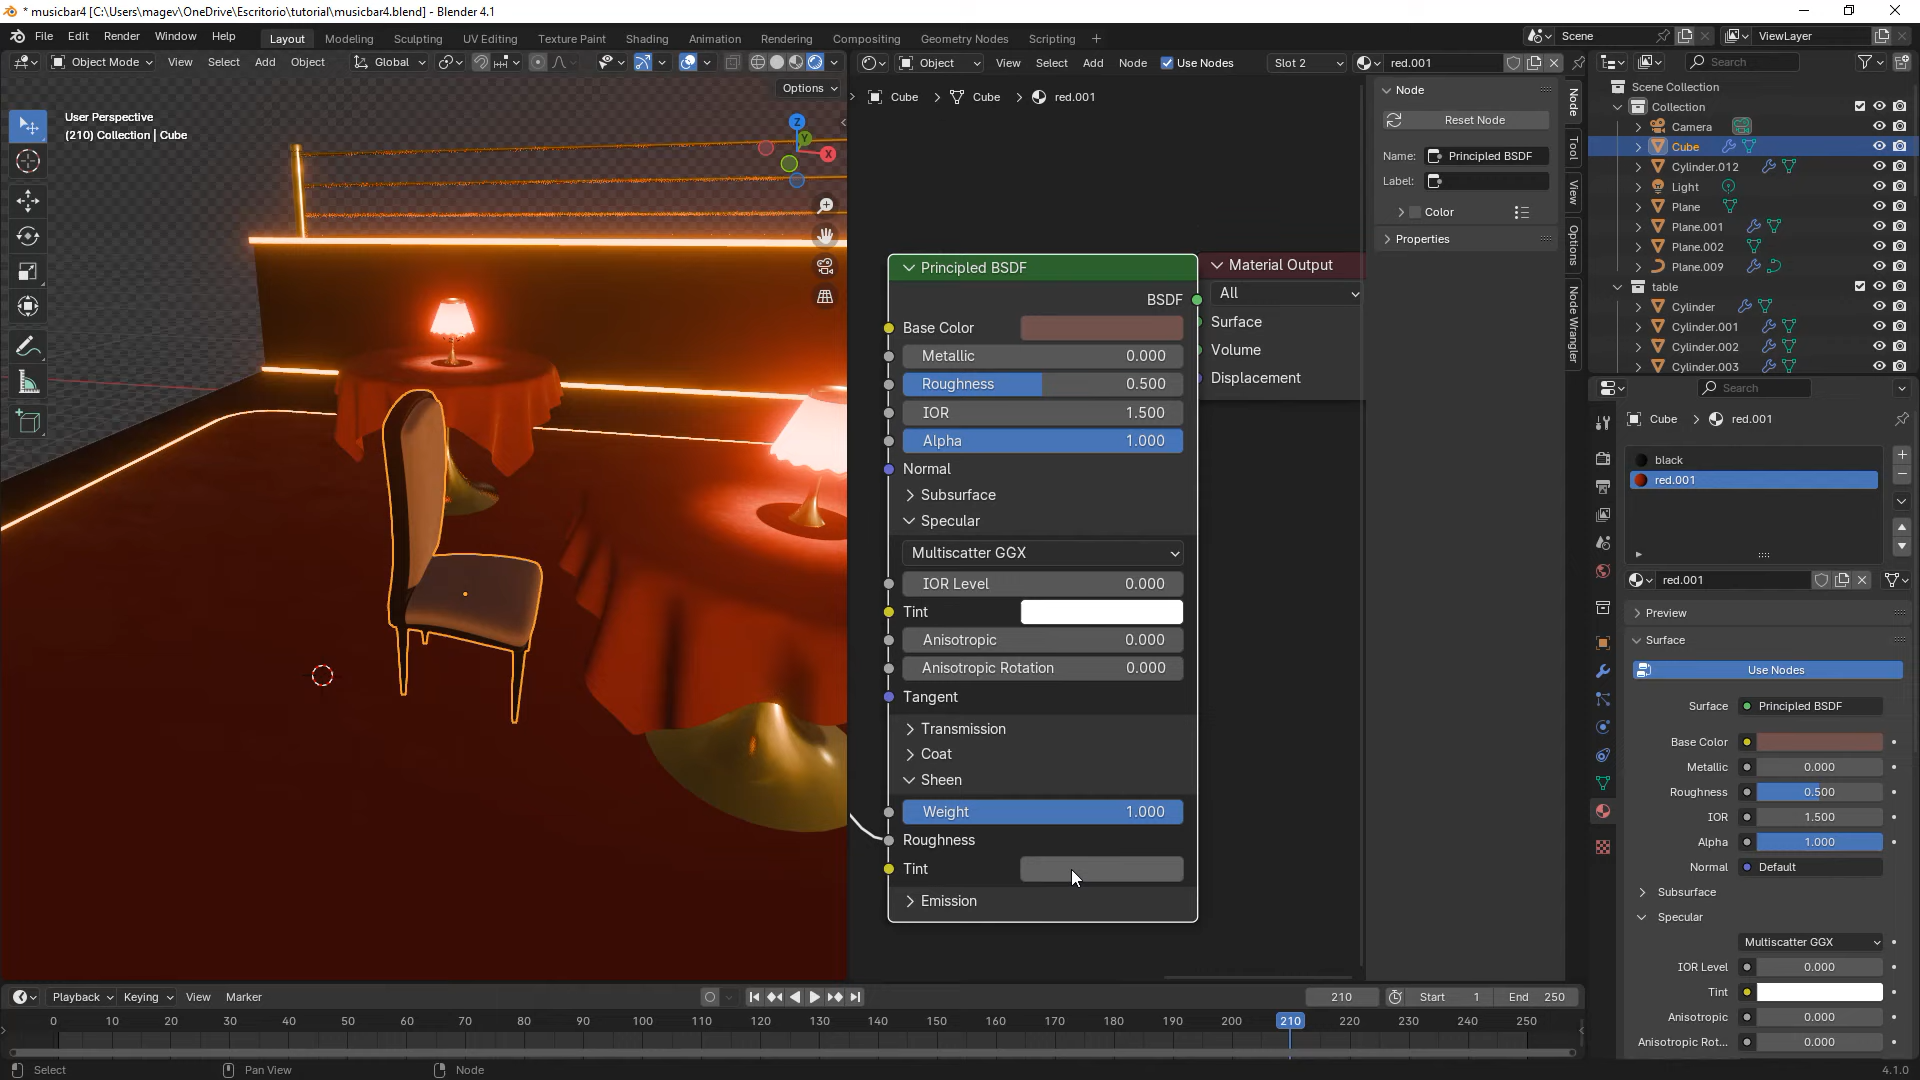 * musicbar4 [C:\Users\magev\OneDrive\Escritorio\tutorial\musicbar4.blend] - Blender 4.1
File Edit Render Window Help
Layout Modeling Sculpting UV Editing Texture Paint Shading Animation Rendering Compositing Geometry Nodes Scripting +
Scene
ViewLayer
Object Mode View Select Add Object Global
Options
User Perspective
(210) Collection | Cube
Z
Y
X
Object View Select Add Node Use Nodes Slot 2 red.001
Cube > Cube > red.001
Principled BSDF
BSDF
Base Color
Metallic 0.000
Roughness 0.500
IOR 1.500
Alpha 1.000
Normal
Subsurface
Specular
Multiscatter GGX
IOR Level 0.000
Tint
Anisotropic 0.000
Anisotropic Rotation 0.000
Tangent
Transmission
Coat
Sheen
Weight 1.000
Roughness
Tint
Emission
Material Output
All
Surface
Volume
Displacement
Node
Reset Node
Name: Principled BSDF
Label:
Color
Properties
Node
Tool
View
Options
Node Wrangler
Search
Scene Collection
Collection
Camera
Cube
Cylinder.012
Light
Plane
Plane.001
Plane.002
Plane.009
table
Cylinder
Cylinder.001
Cylinder.002
Cylinder.003
Search
Cube > red.001
black
red.001
red.001
Preview
Surface
Use Nodes
Surface Principled BSDF
Base Color
Metallic 0.000
Roughness 0.500
IOR 1.500
Alpha 1.000
Normal Default
Subsurface
Specular
Multiscatter GGX
IOR Level 0.000
Tint
Anisotropic 0.000
Anisotropic Rot... 0.000
Playback Keying View Marker
210 Start 1 End 250
0 10 20 30 40 50 60 70 80 90 100 110 120 130 140 150 160 170 180 190 200 210 220 230 240 250
Select Pan View Node
4.1.0